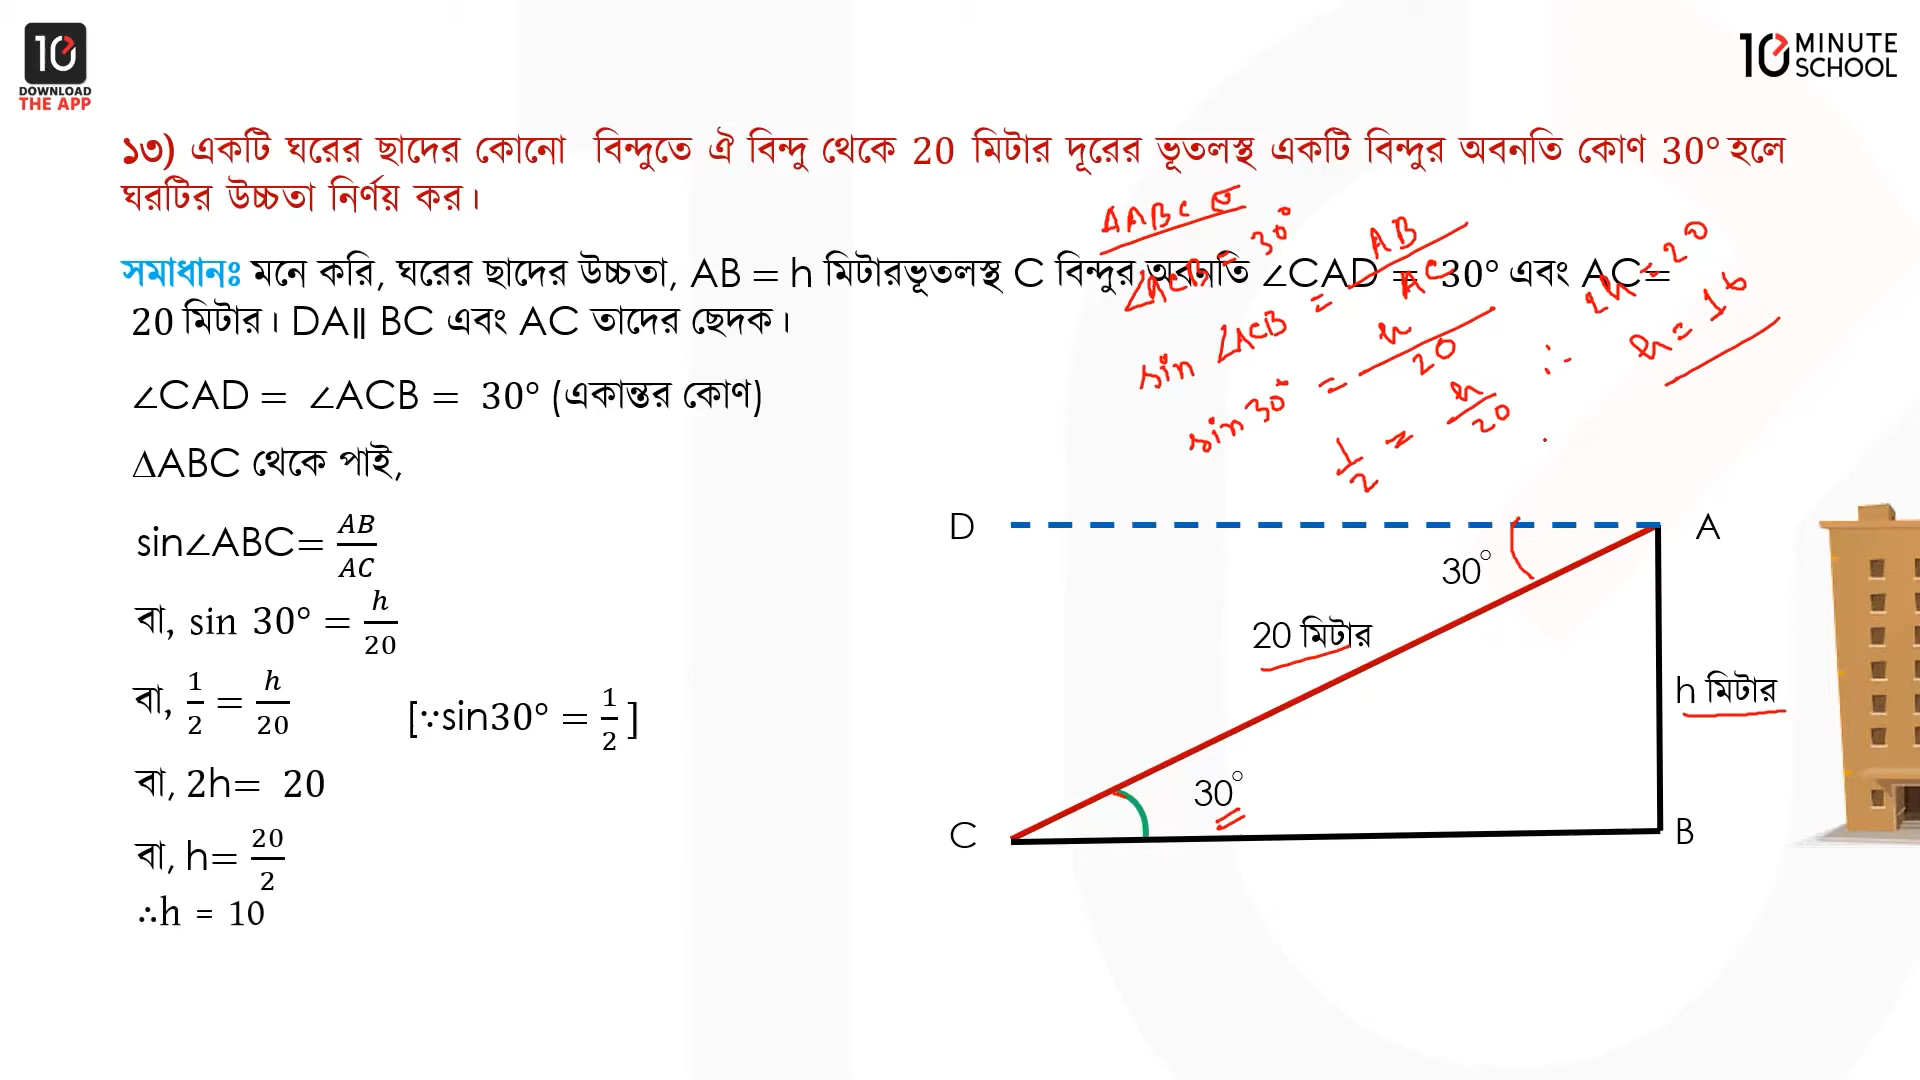 10
DOWNLOAD
THE APP
10 MINUTE
SCHOOL
১৩) একটি ঘরের ছাদের কোনো বিন্দুতে ঐ বিন্দু থেকে 20 মিটার দূরের ভূতলস্থ একটি বিন্দুর অবনতি কোণ 30° হলে
ঘরটির উচ্চতা নির্ণয় কর।
সমাধানঃ মনে করি, ঘরের ছাদের উচ্চতা, AB = h মিটারভূতলস্থ C বিন্দুর অবনতি ∠CAD = 30° এবং AC=
20 মিটার। DA∥ BC এবং AC তাদের ছেদক।
∠CAD = ∠ACB = 30° (একান্তর কোণ)
∆ABC থেকে পাই,
sin∠ABC= AB/AC
বা, sin 30° = h/20
বা, 1/2 = h/20 [∵sin30° = 1/2 ]
বা, 2h= 20
বা, h= 20/2
∴h = 10
∆ABC এ
∠ACB = 30°
sin ∠ACB = AB/AC
sin 30° = h/20
1/2 = h/20
∴ 2h = 20
h = 10
D
A
30°
20 মিটার
h মিটার
30°
C
B